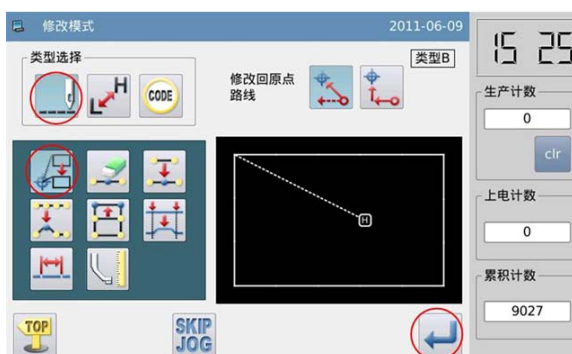 修改模式
2011-06-09
类型选择
L H
CODE
修改回原点
路线
类型B
15 25
生产计数
0
clr
上电计数
0
累积计数
9027
H
TOP
SKIP
JOG